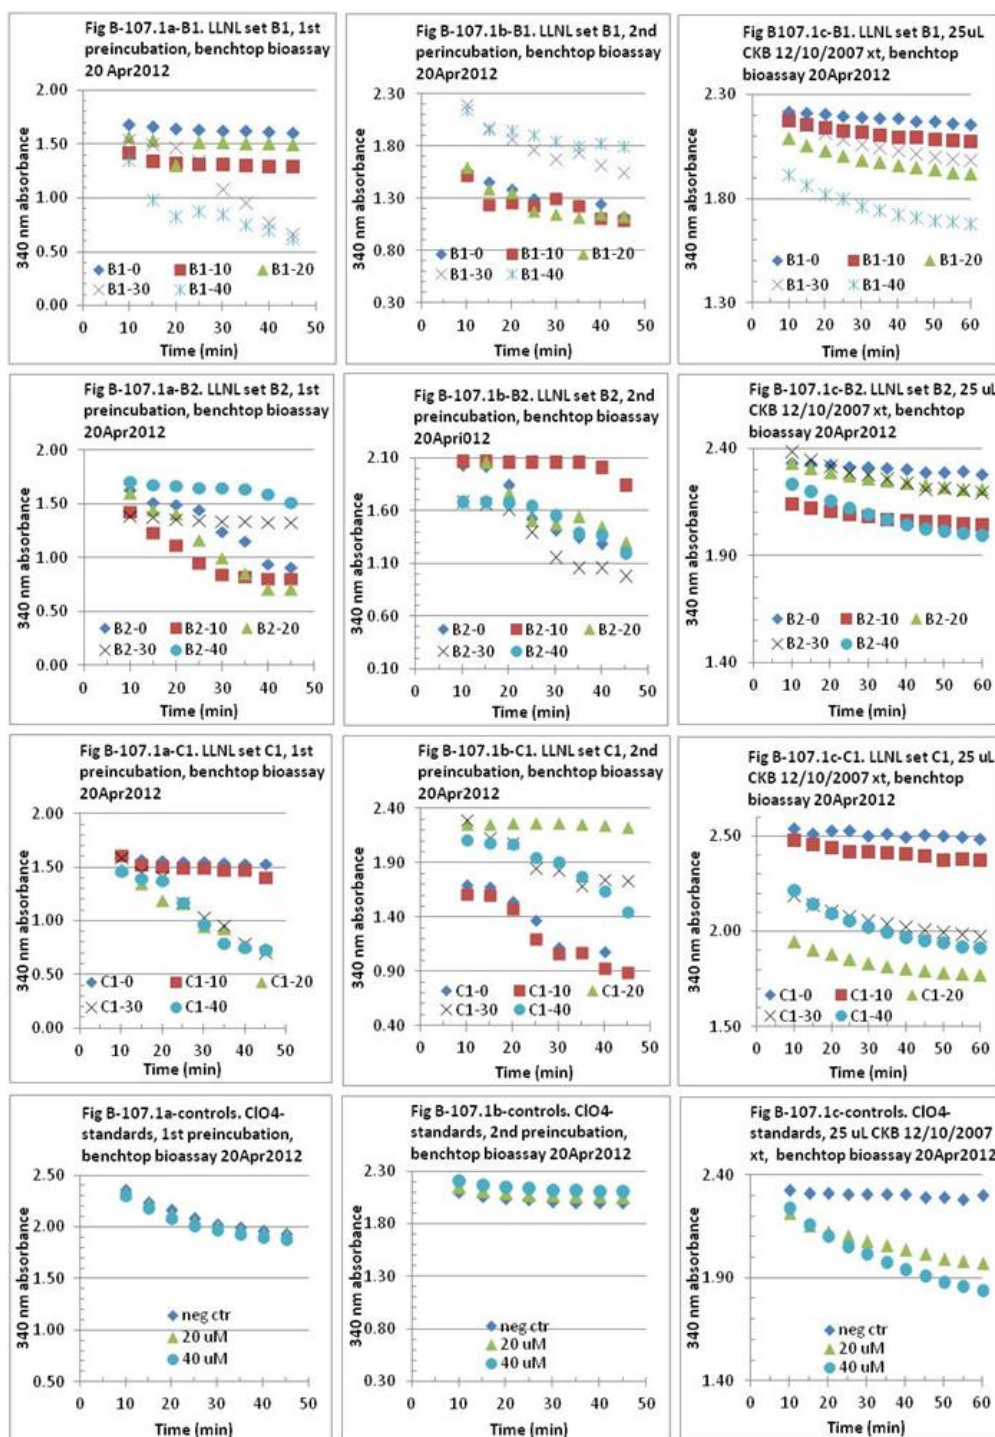 Fig B-107.1a-B1. LLNL set B1, 1st
preincubation, benchtop bioassay
20 Apr2012
2.00
1.50
1.00
0.50
0.00
340 nm absorbance
B1-0 B1-10 B1-20
B1-30 B1-40
0 10 20 30 40 50
Time (min)
Fig B-107.1b-B1. LLNL set B1, 2nd
perincubation, benchtop bioassay
20Apr2012
2.30
1.80
1.30
0.80
0.30
340 nm absorbance
B1-0 B1-10 B1-20
B1-30 B1-40
0 10 20 30 40 50
Time (min)
Fig B107.1c-B1. LLNL set B1, 25uL
CKB 12/10/2007 xt, benchtop
bioassay 20Apr2012
2.30
1.80
1.30
340 nm absorbance
B1-0 B1-10 B1-20
B1-30 B1-40
0 10 20 30 40 50 60
Time (min)
Fig B-107.1a-B2. LLNL set B2, 1st
preincubation, benchtop bioassay
20Apr2012
2.00
1.50
1.00
0.50
0.00
340 nm absorbance
B2-0 B2-10 B2-20
B2-30 B2-40
0 10 20 30 40 50
Time (min)
Fig B-107.1b-B2. LLNL set B2, 2nd
preincubation, benchtop bioassay
20Apri012
2.10
1.60
1.10
0.60
0.10
340 nm absorbance
B2-0 B2-10 B2-20
B2-30 B2-40
0 10 20 30 40 50
Time (min)
Fig B-107.1c-B2. LLNL set B2, 25 uL
CKB 12/10/2007 xt, benchtop
bioassay 20Apr2012
2.40
1.90
1.40
340 nm absorbance
B2-0 B2-10 B2-20
B2-30 B2-40
0 10 20 30 40 50 60
Time (min)
Fig B-107.1a-C1. LLNL set C1, 1st
preincubation, benchtop bioassay
20Apr2012
2.00
1.50
1.00
0.50
0.00
340 nm absorbance
C1-0 C1-10 C1-20
C1-30 C1-40
0 10 20 30 40 50
Time (min)
Fig B-107.1b-C1. LLNL set C1, 2nd
preincubation, benchtop bioassay
20Apr2012
2.40
1.90
1.40
0.90
0.40
340 nm absorbance
C1-0 C1-10 C1-20
C1-30 C1-40
0 10 20 30 40 50
Time (min)
Fig B-107.1c-C1. LLNL set C1, 25 uL
CKB 12/10/2007 xt, benchtop
bioassay 20Apr2012
2.50
2.00
1.50
340 nm absorbance
C1-0 C1-10 C1-20
C1-30 C1-40
0 10 20 30 40 50 60
Time (min)
Fig B-107.1a-controls. ClO4-
standards, 1st preincubation,
benchtop bioassay 20Apr2012
2.50
2.00
1.50
1.00
0.50
340 nm absorbance
neg ctr
20 uM
40 uM
0 10 20 30 40 50
Time (min)
Fig B-107.1b-controls. ClO4-
standards, 2nd preincubation,
benchtop bioassay 20Apr2012
2.30
1.80
1.30
0.80
0.30
340 nm absorbance
neg ctr
20 uM
40 uM
0 10 20 30 40 50
Time (min)
Fig B-107.1c-controls. ClO4-
standards, 25 uL CKB 12/10/2007
xt, benchtop bioassay 20Apr2012
2.40
1.90
1.40
340 nm absorbance
neg ctr
20 uM
40 uM
0 10 20 30 40 50 60
Time (min)